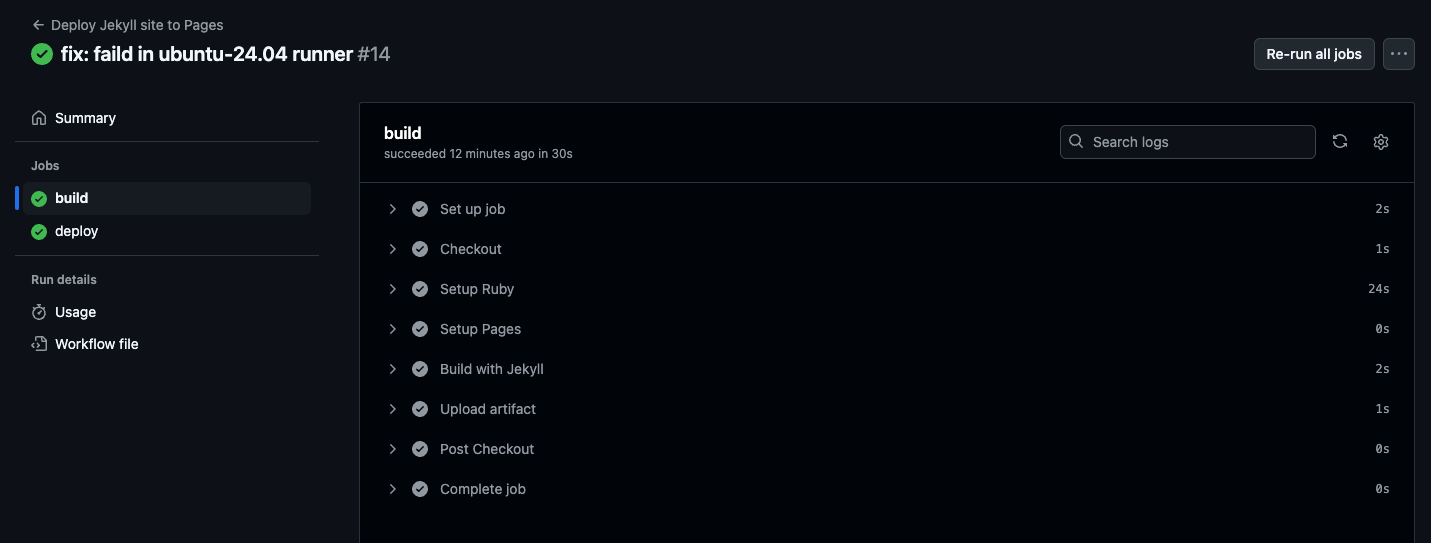 Deploy Jekyll site to Pages
fix: faild in ubuntu-24.04 runner #14
Re-run all jobs
Summary
Jobs
build
deploy
Run details
Usage
Workflow file
build
succeeded 12 minutes ago in 30s
Search logs
Set up job 2s
Checkout 1s
Setup Ruby 24s
Setup Pages 0s
Build with Jekyll 2s
Upload artifact 1s
Post Checkout 0s
Complete job 0s